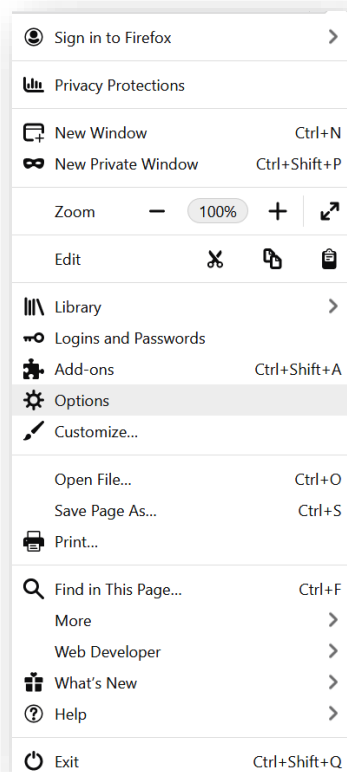 Sign in to Firefox
Privacy Protections
New Window Ctrl+N
New Private Window Ctrl+Shift+P
Zoom 100%
Edit
Library
Logins and Passwords
Add-ons Ctrl+Shift+A
Options
Customize...
Open File... Ctrl+O
Save Page As... Ctrl+S
Print...
Find in This Page... Ctrl+F
More
Web Developer
What's New
Help
Exit Ctrl+Shift+Q